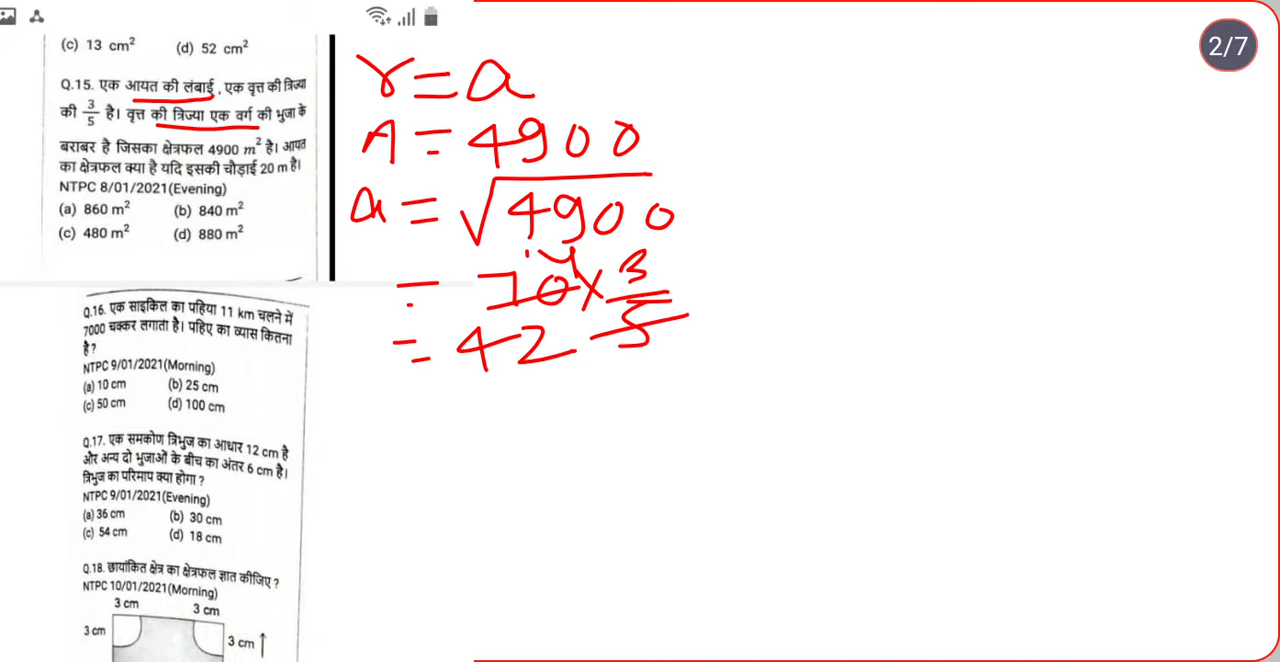 (c) 13 cm² (d) 52 cm²
Q.15. एक आयत की लंबाई , एक वृत्त की त्रिज्या
की 3/5 है। वृत्त की त्रिज्या एक वर्ग की भुजा के
बराबर है जिसका क्षेत्रफल 4900 m² है। आयत
का क्षेत्रफल क्या है यदि इसकी चौड़ाई 20 m है।
NTPC 8/01/2021(Evening)
(a) 860 m² (b) 840 m²
(c) 480 m² (d) 880 m²
Q.16. एक साइकिल का पहिया 11 km चलने में
7000 चक्कर लगाता है। पहिए का व्यास कितना
है?
NTPC 9/01/2021(Morning)
(a) 10 cm (b) 25 cm
(c) 50 cm (d) 100 cm
Q.17. एक समकोण त्रिभुज का आधार 12 cm है
और अन्य दो भुजाओं के बीच का अंतर 6 cm है।
त्रिभुज का परिमाप क्या होगा ?
NTPC 9/01/2021(Evening)
(a) 36 cm (b) 30 cm
(c) 54 cm (d) 18 cm
Q.18. छायांकित क्षेत्र का क्षेत्रफल ज्ञात कीजिए ?
NTPC 10/01/2021(Morning)
3 cm 3 cm
3 cm 3 cm
r = a
A = 4900
a = √4900
= 70 × 3/5
= 42
2/7